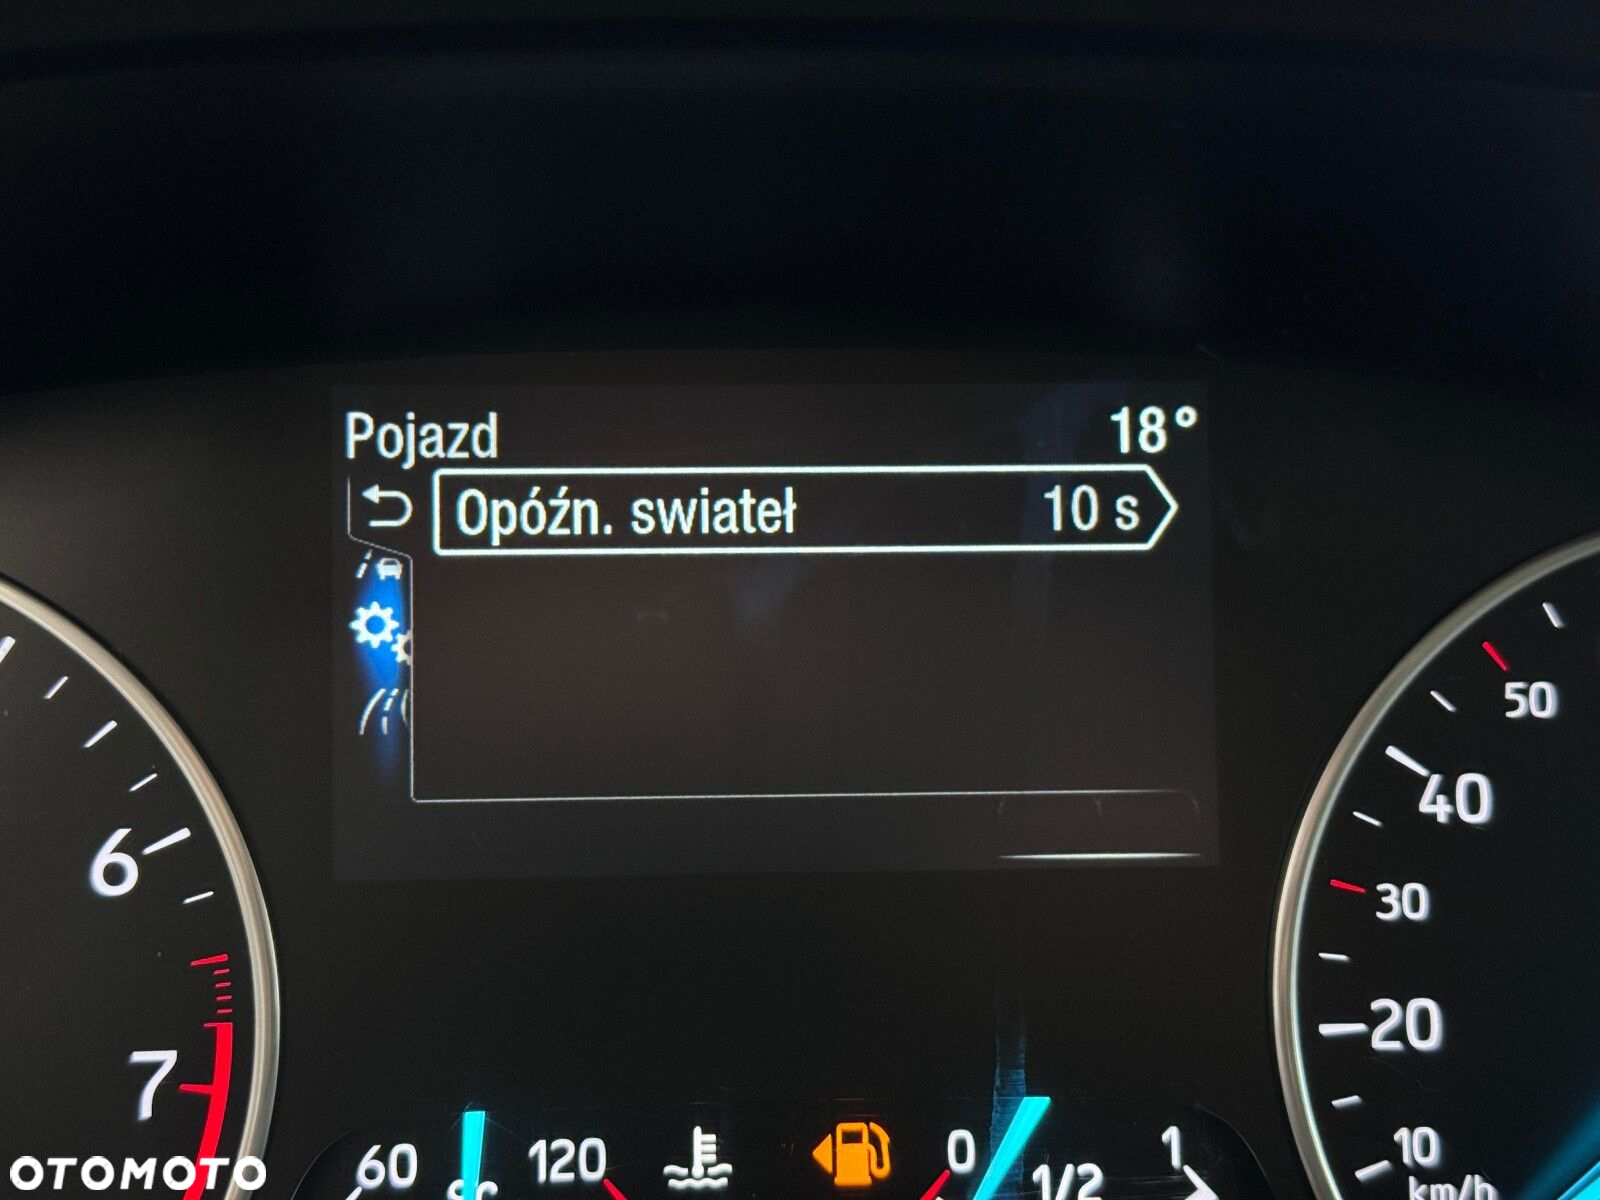 Pojazd 18°
Opóźn. swiateł 10 s
50
40
6
30
20
7
60 120 0 1/2 1 10
°C km/h
OTOMOTO